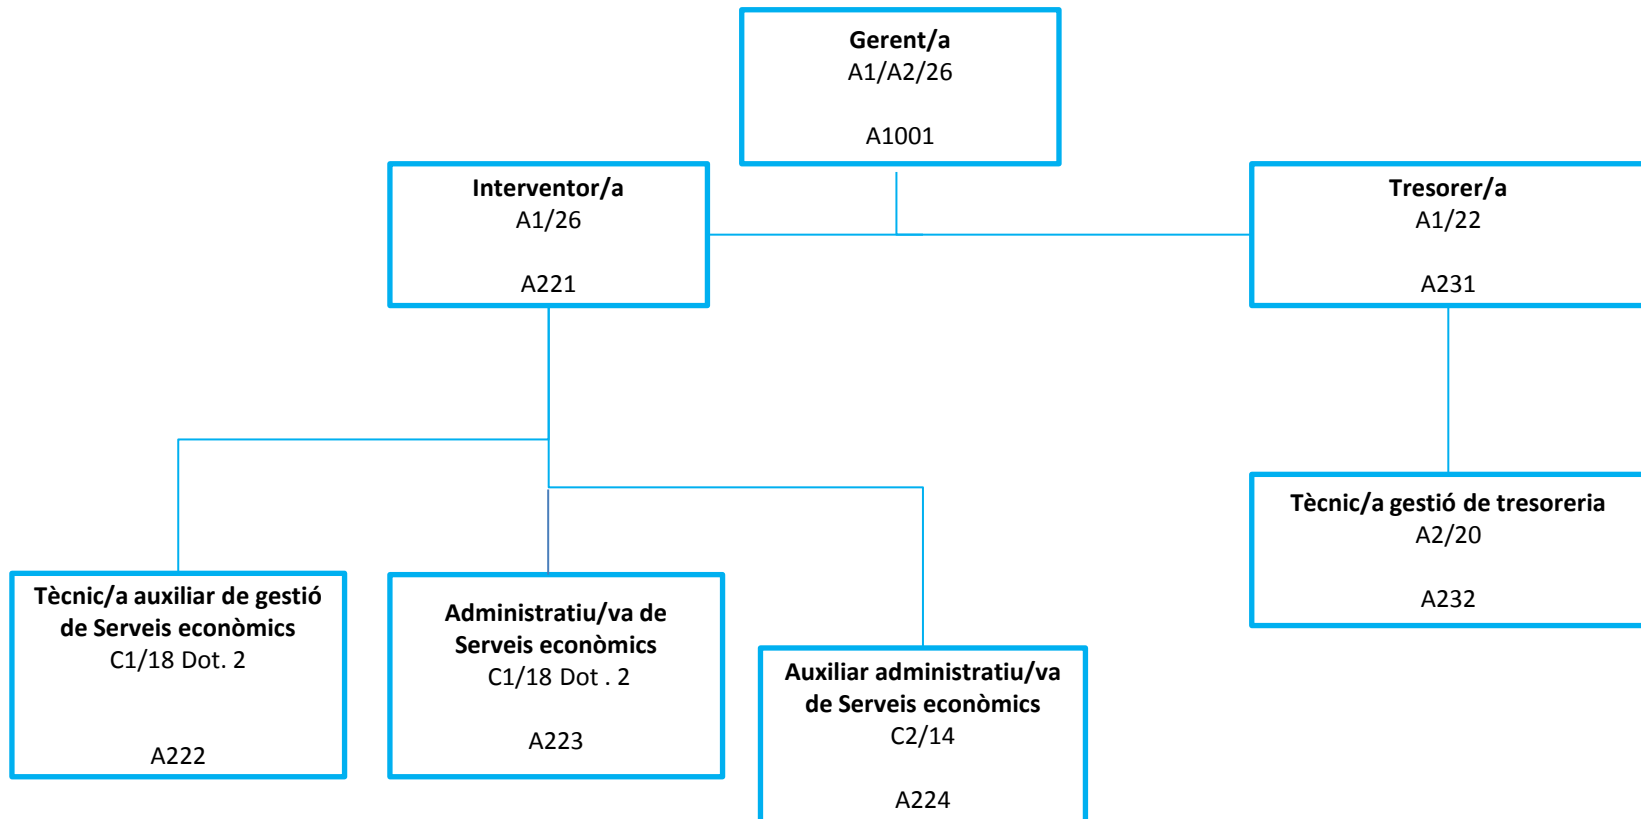 Gerent/a
A1/A2/26
A1001
Interventor/a
A1/26
A221
Tresorer/a
A1/22
A231
Tècnic/a gestió de tresoreria
A2/20
A232
Tècnic/a auxiliar de gestió
de Serveis econòmics
C1/18 Dot. 2
A222
Administratiu/va de
Serveis econòmics
C1/18 Dot . 2
A223
Auxiliar administratiu/va
de Serveis econòmics
C2/14
A224